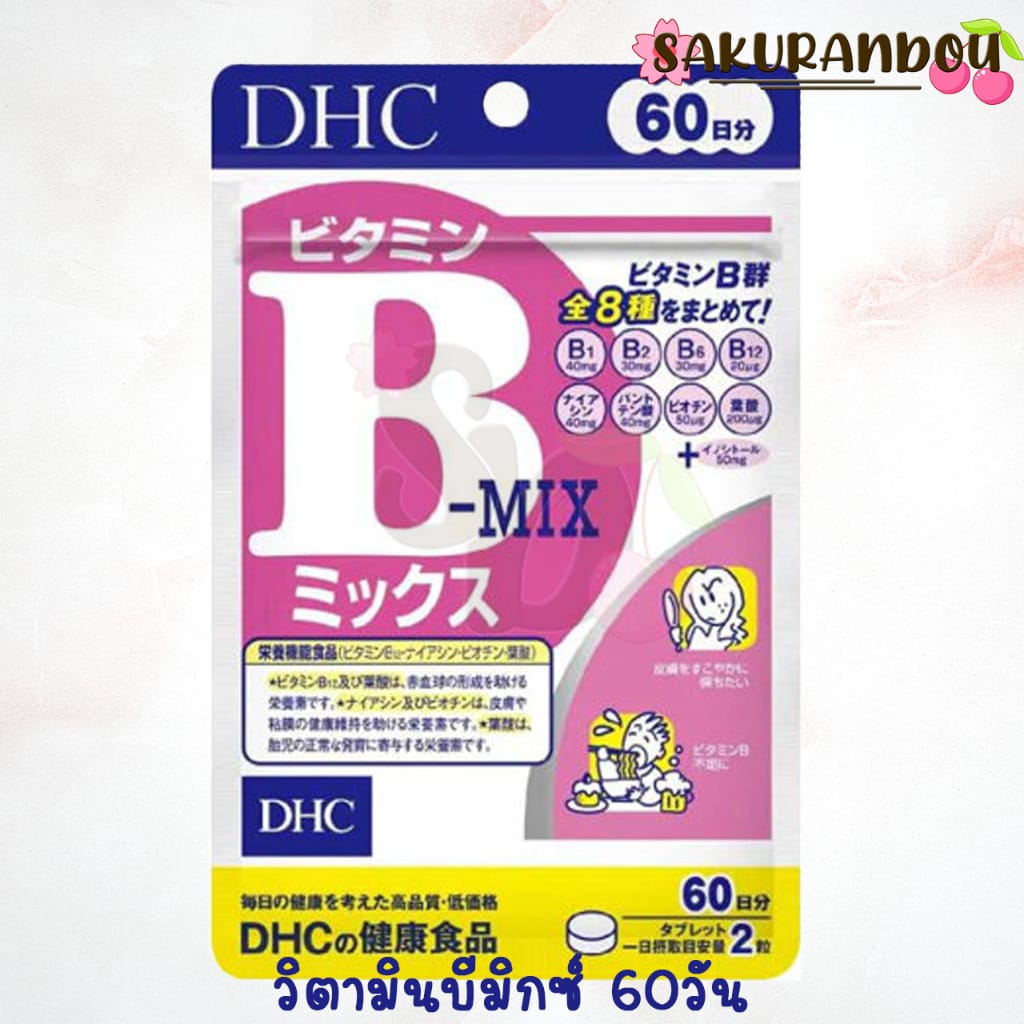 SAKURANDOU
DHC
60日分
ビタミン
B
-MIX
ミックス
ビタミンB群
全8種をまとめて!
B1 40mg
B2 30mg
B6 30mg
B12 20μg
ナイアシン 40mg
パントテン酸 40mg
ビオチン 50μg
葉酸 200μg
+イノシトール 50mg
栄養機能食品(ビタミンB12・ナイアシン・ビオチン・葉酸)
★ビタミンB12及び葉酸は、赤血球の形成を助ける
栄養素です。★ナイアシン及びビオチンは、皮膚や
粘膜の健康維持を助ける栄養素です。★葉酸は、
胎児の正常な発育に寄与する栄養素です。
皮膚をすこやかに
保ちたい
ビタミンB
不足に
DHC
毎日の健康を考えた高品質・低価格
DHCの健康食品
60日分
タブレット
一日摂取目安量2粒
วิตามินบีมิกซ์ 60วัน